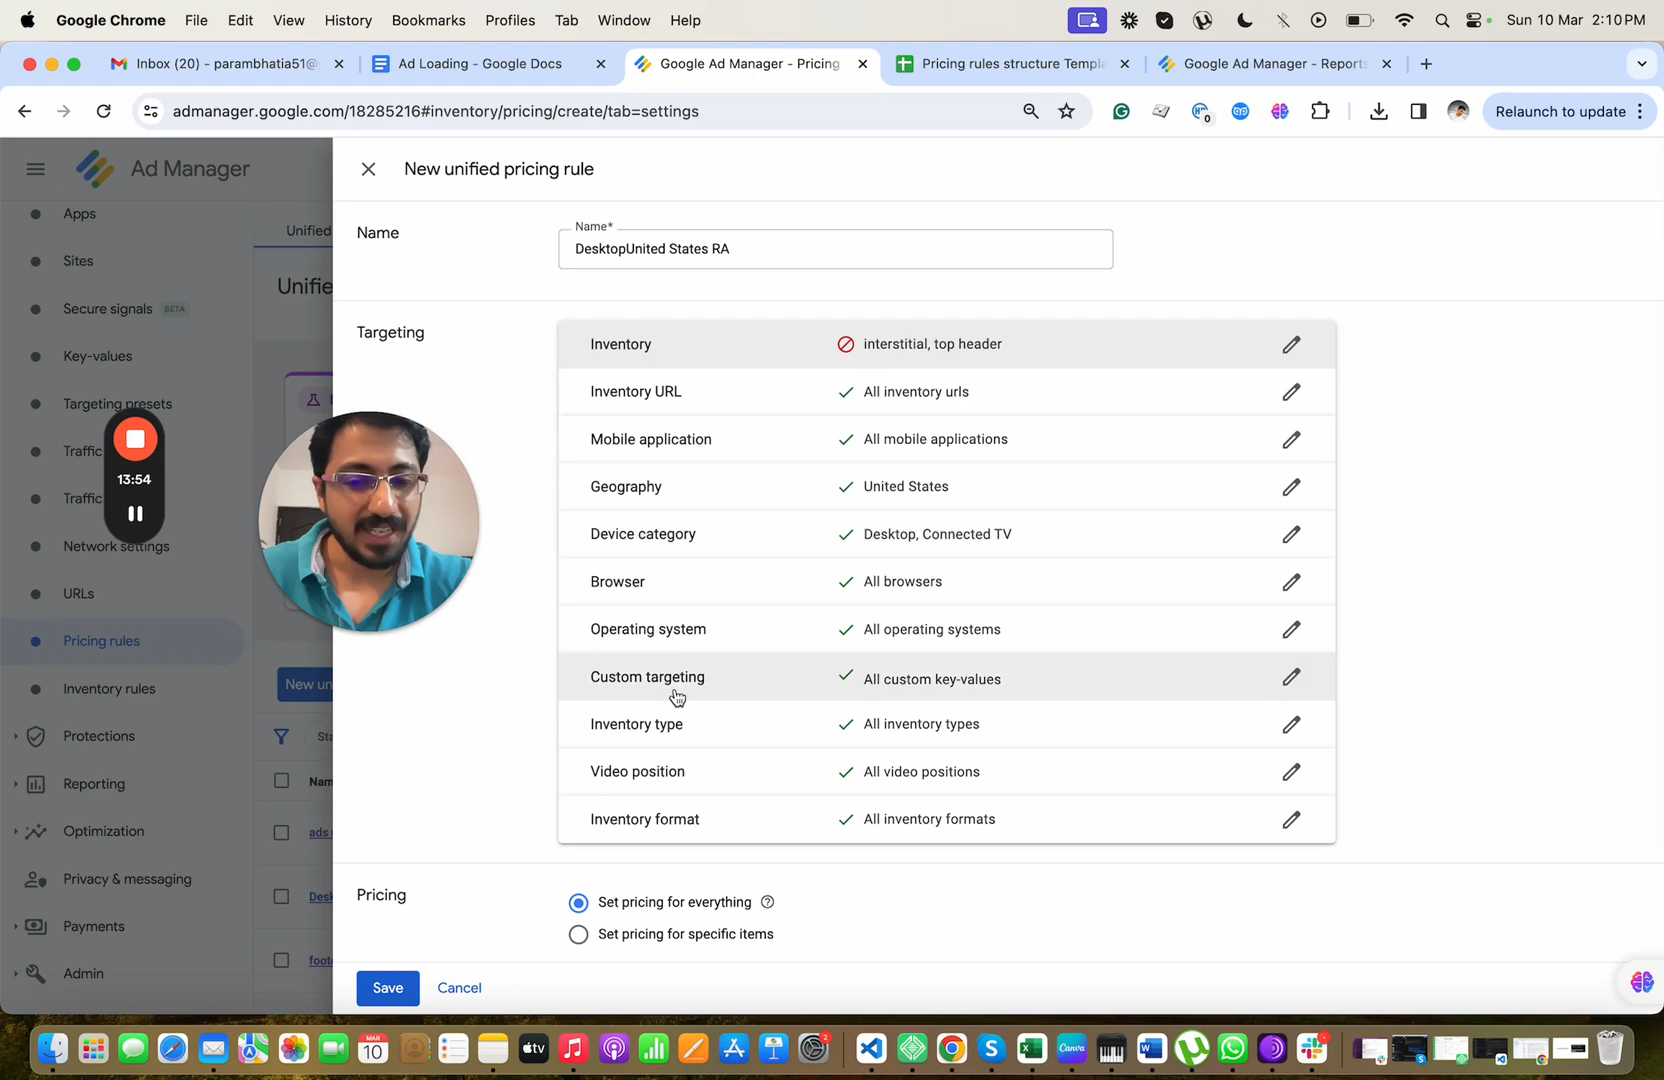 Google Chrome File Edit View History Bookmarks Profiles Tab Window Help Sun 10 Mar 2:10 PM
Inbox (20) - parambhatia51@ Ad Loading - Google Docs Google Ad Manager - Pricing Pricing rules structure Templa Google Ad Manager - Reports
admanager.google.com/18285216#inventory/pricing/create/tab=settings 0 Relaunch to update
Ad Manager
New unified pricing rule
Apps
Sites
Secure signals BETA
Key-values
Targeting presets
Traffic
Traffic
Network settings
URLs
Pricing rules
Inventory rules
Protections
Reporting
Optimization
Privacy & messaging
Payments
Admin
13:54
Unified
Unifie
New un
Sta
Nam
ads
Desk
foot
Name
Name*
DesktopUnited States RA
Targeting
Inventory interstitial, top header
Inventory URL All inventory urls
Mobile application All mobile applications
Geography United States
Device category Desktop, Connected TV
Browser All browsers
Operating system All operating systems
Custom targeting All custom key-values
Inventory type All inventory types
Video position All video positions
Inventory format All inventory formats
Pricing
Set pricing for everything
Set pricing for specific items
Save Cancel
MAR
10
tv
2
Canva